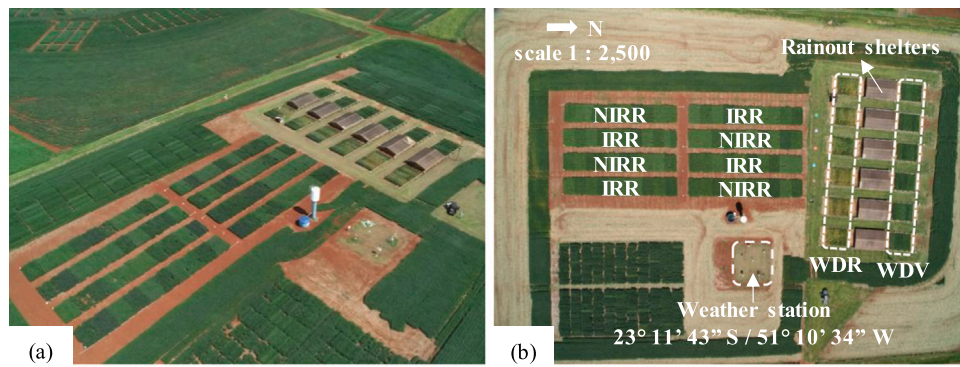 N
scale 1 : 2,500
Rainout shelters
NIRR IRR
IRR NIRR
NIRR IRR
IRR NIRR
WDR WDV
Weather station
23° 11’ 43” S / 51° 10’ 34” W
(a) (b)